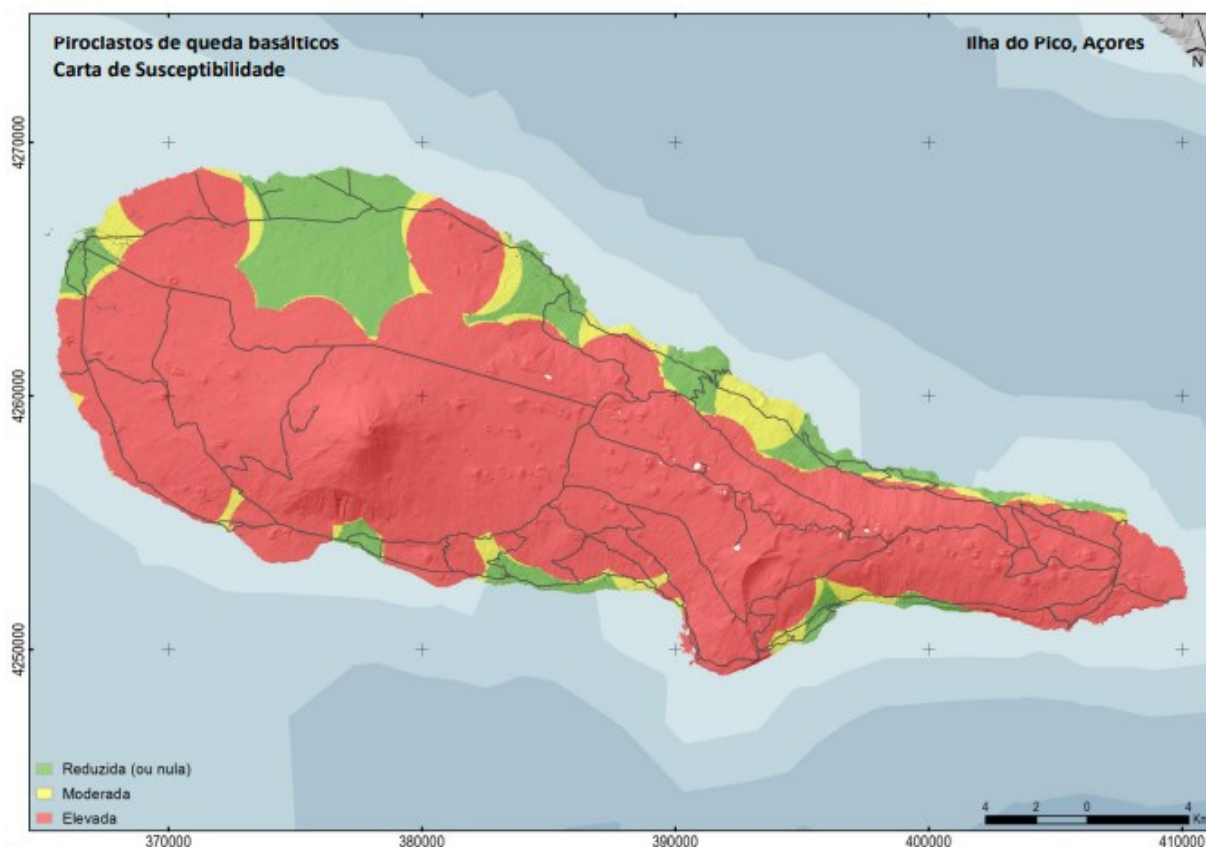 Piroclastos de queda basálticos
Carta de Susceptibilidade
Ilha do Pico, Açores
N
4270000
4260000
4250000
Reduzida (ou nula)
Moderada
Elevada
4 2 0 4
Km
370000 380000 390000 400000 410000